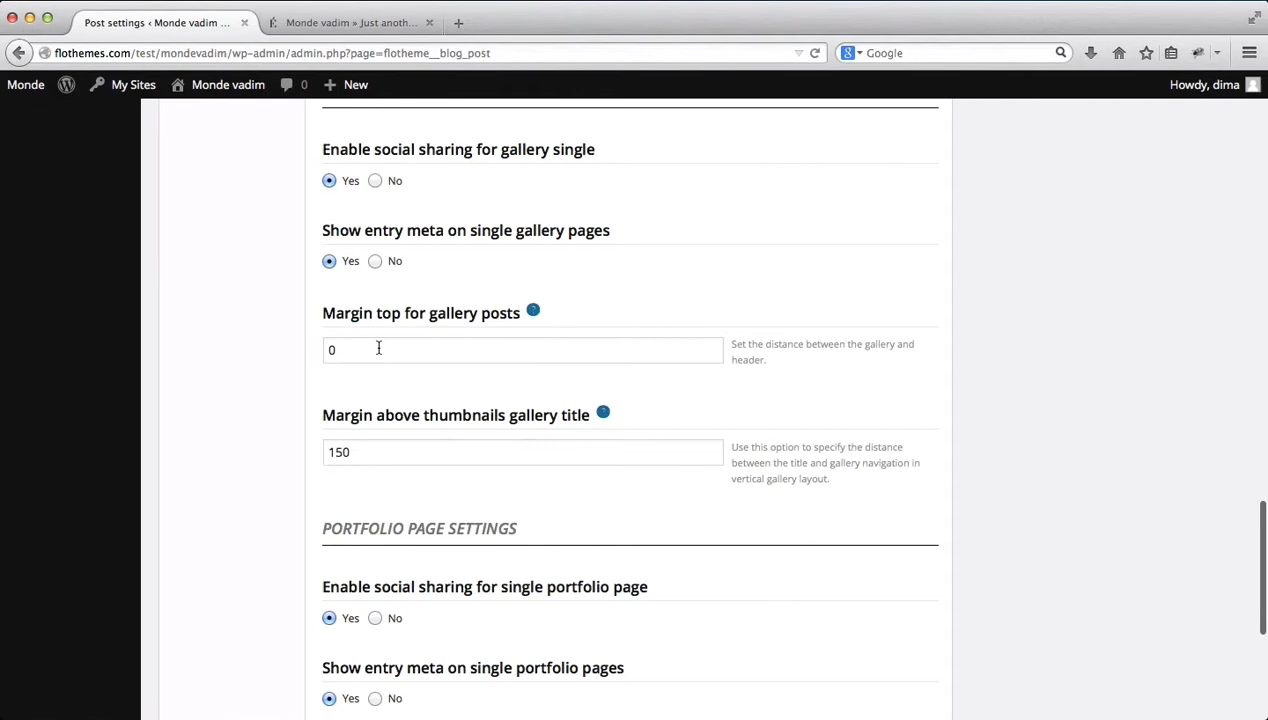 Post settings ‹ Monde vadim ...
Monde vadim » Just anoth...
flothemes.com/test/mondevadim/wp-admin/admin.php?page=flotheme__blog_post
Google
Monde
My Sites
Monde vadim
0
New
Howdy, dima
Enable social sharing for gallery single
Yes No
Show entry meta on single gallery pages
Yes No
Margin top for gallery posts ?
0
Set the distance between the gallery and
header.
Margin above thumbnails gallery title ?
150
Use this option to specify the distance
between the title and gallery navigation in
vertical gallery layout.
PORTFOLIO PAGE SETTINGS
Enable social sharing for single portfolio page
Yes No
Show entry meta on single portfolio pages
Yes No